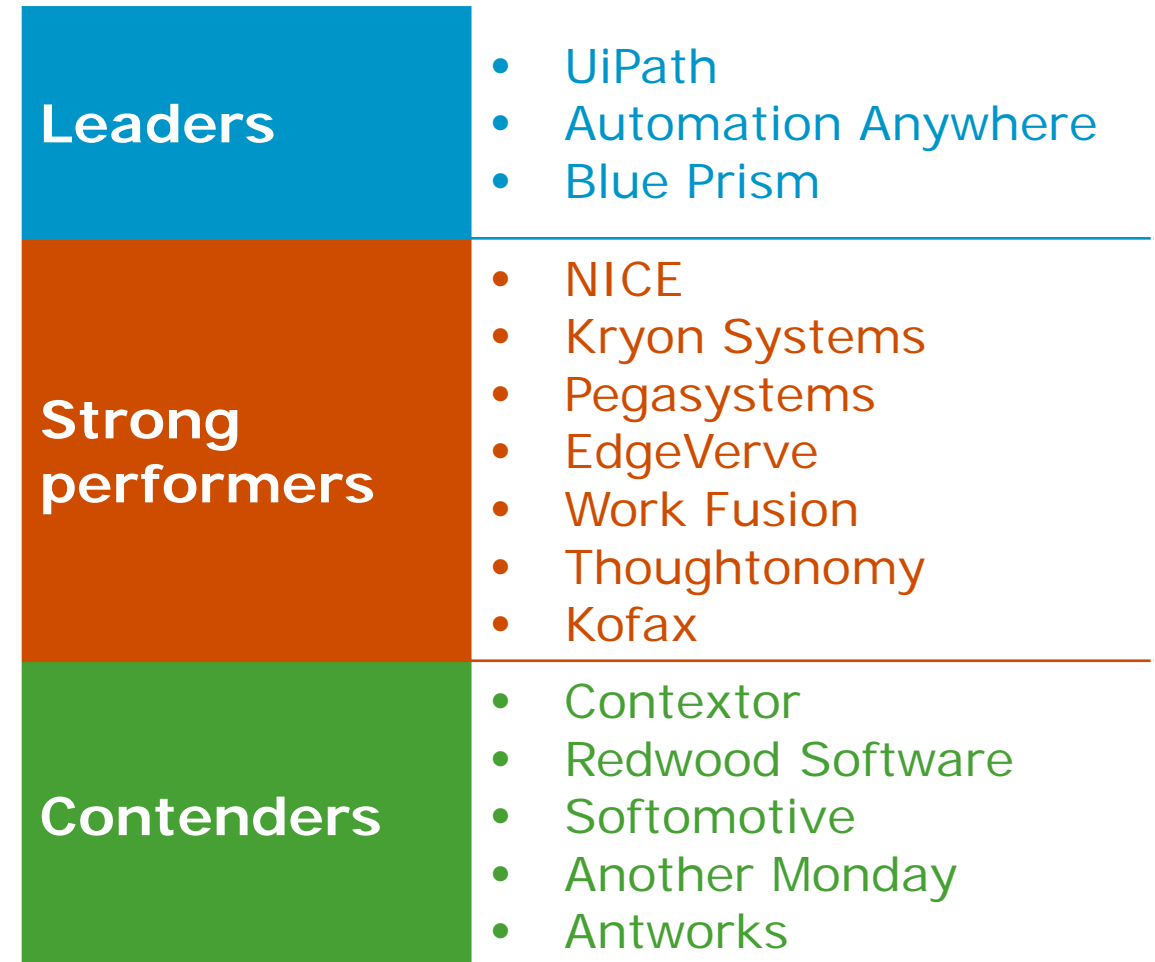 Leaders
• UiPath
• Automation Anywhere
• Blue Prism
Strong
performers
• NICE
• Kryon Systems
• Pegasystems
• EdgeVerve
• Work Fusion
• Thoughtonomy
• Kofax
Contenders
• Contextor
• Redwood Software
• Softomotive
• Another Monday
• Antworks